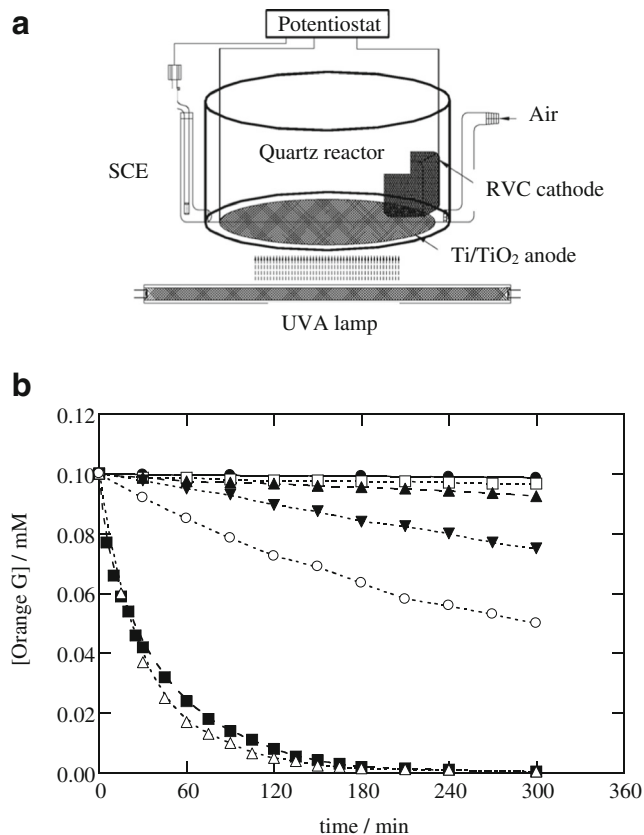 a
Potentiostat
Air
Quartz reactor
SCE
RVC cathode
Ti/TiO₂ anode
UVA lamp
b
0.12
0.10
0.08
0.06
0.04
0.02
0.00
[Orange G] / mM
0 60 120 180 240 300 360
time / min